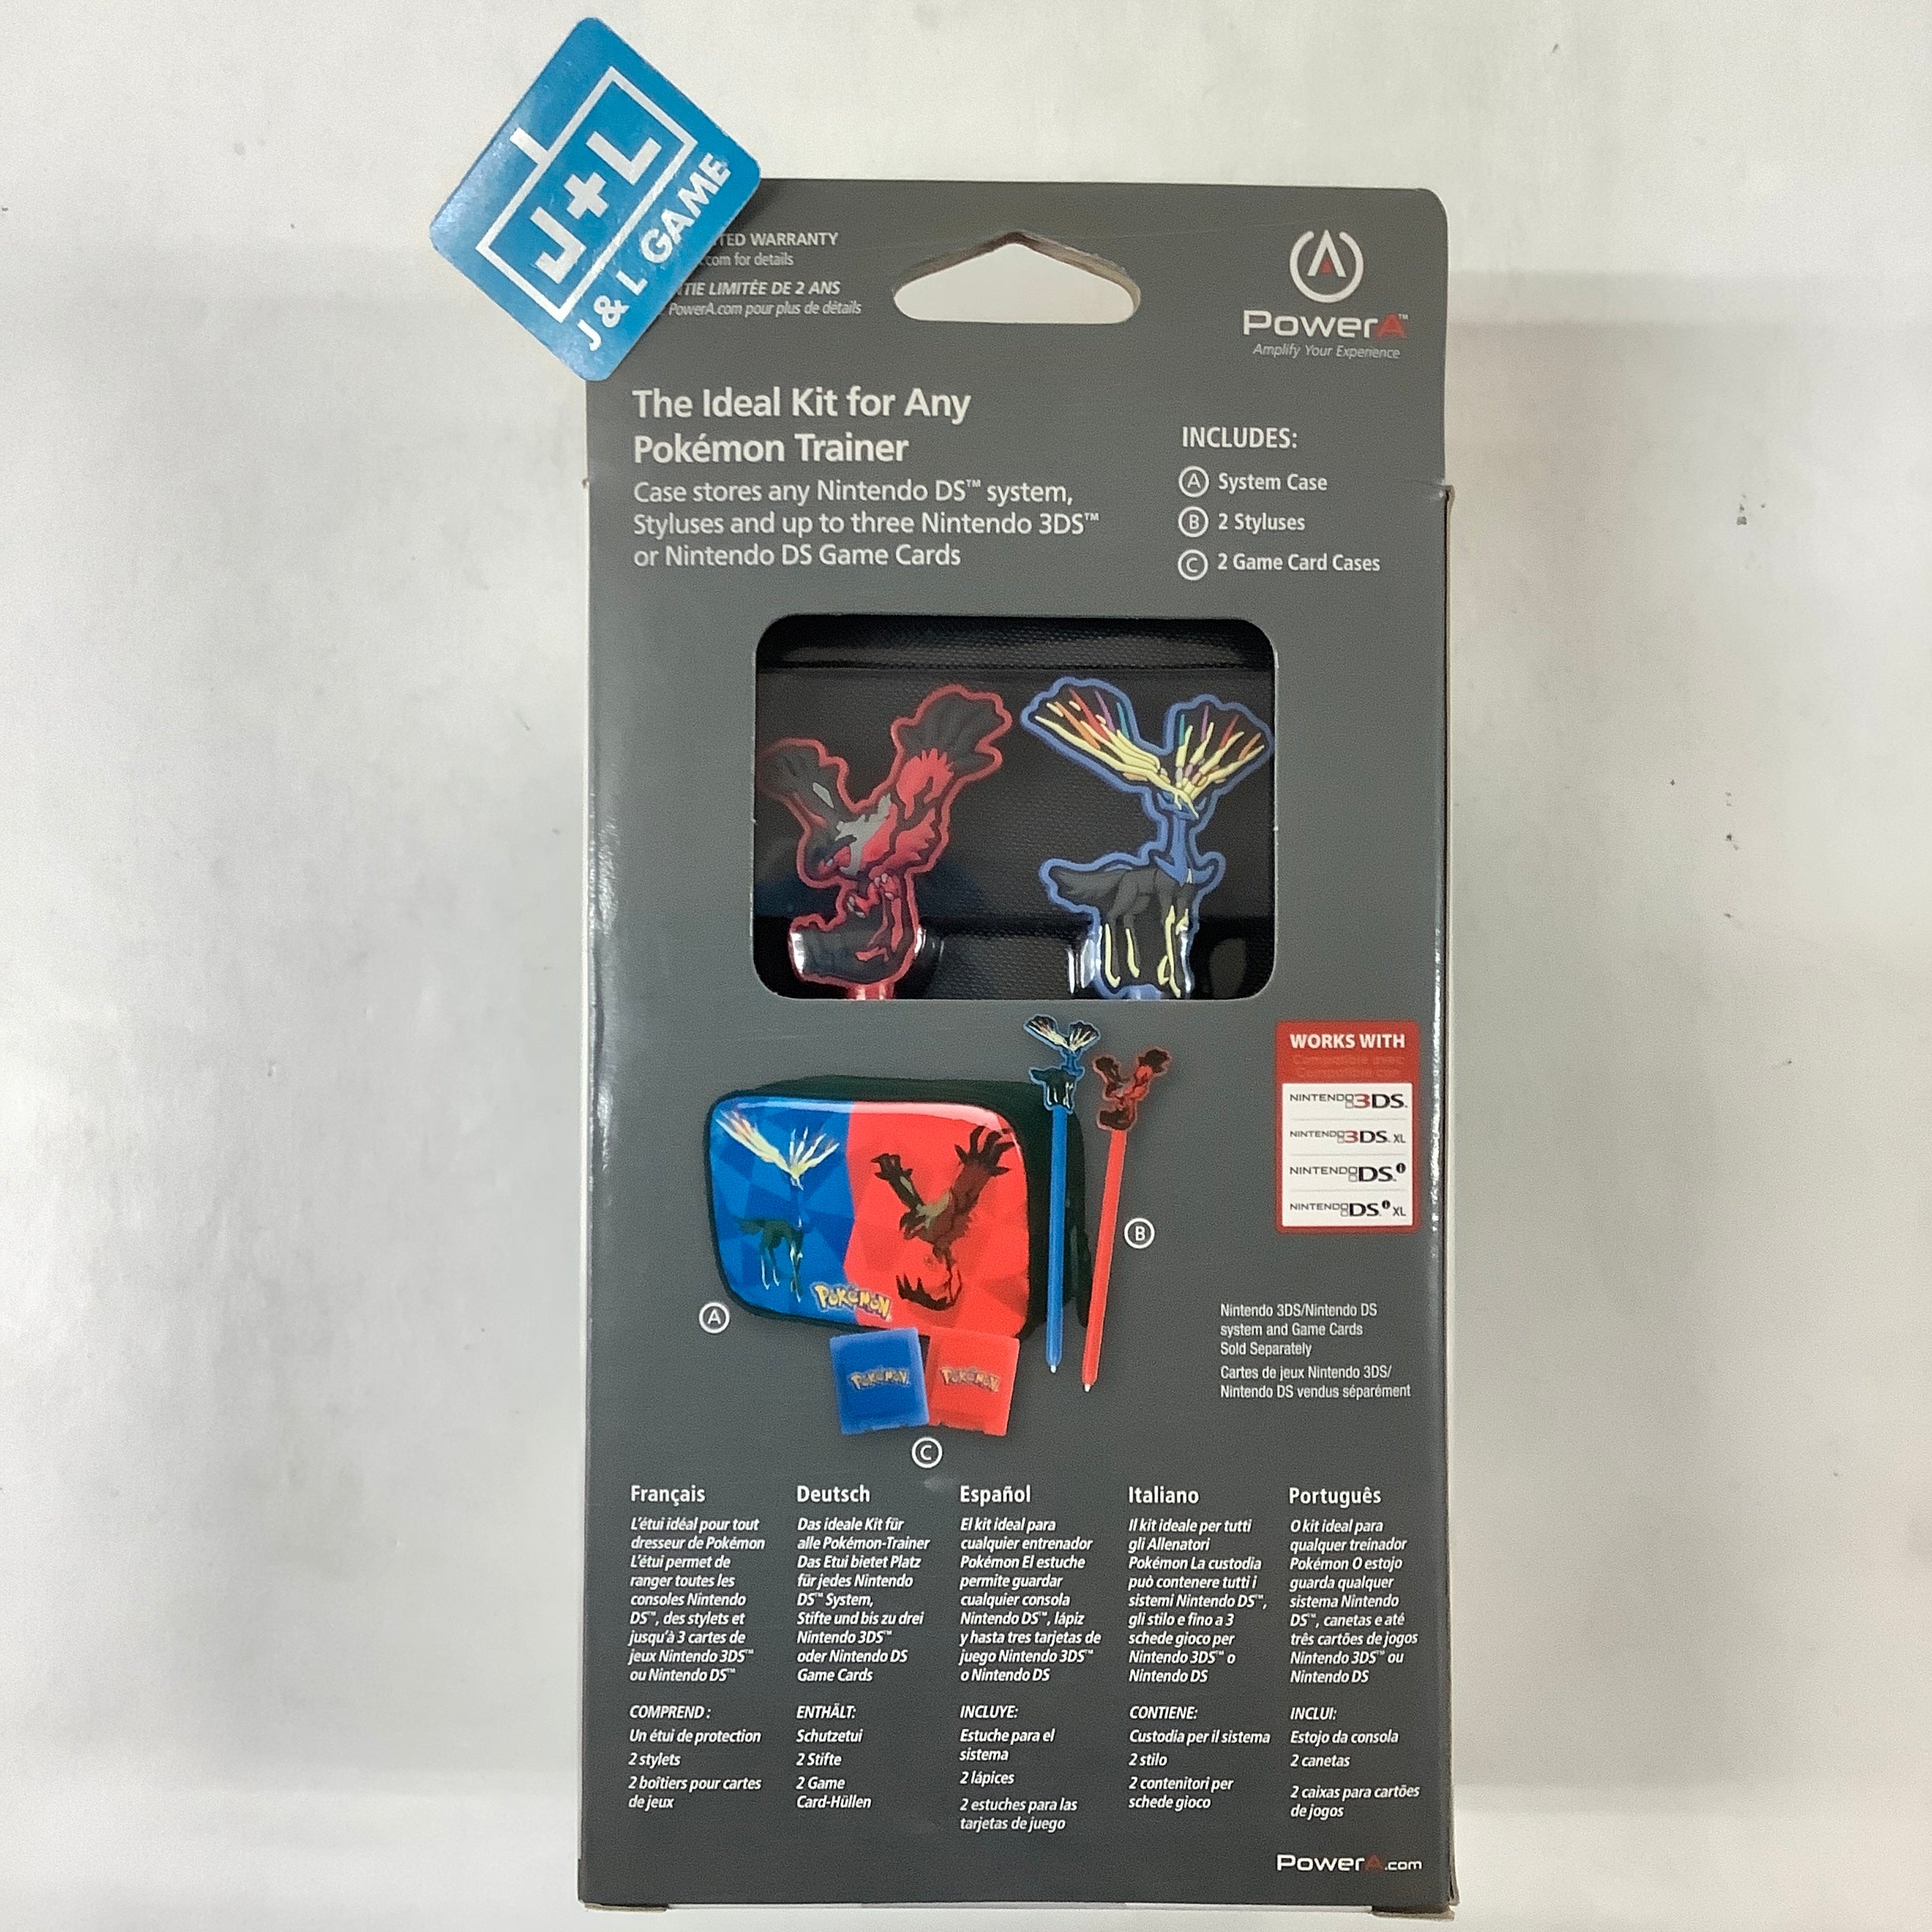 J+L
J & L GAME
WARRANTY
.com for details
LIMITÉE DE 2 ANS
PowerA.com pour plus de détails
PowerA™
Amplify Your Experience
The Ideal Kit for Any
Pokémon Trainer
Case stores any Nintendo DS™ system,
Styluses and up to three Nintendo 3DS™
or Nintendo DS Game Cards
INCLUDES:
A System Case
B 2 Styluses
C 2 Game Card Cases
WORKS WITH
Compatible avec
Compatible con
NINTENDO 3DS™
NINTENDO 3DS XL
NINTENDO DSi
NINTENDO DSi XL
POKéMON
A
B
POKéMON
POKéMON
C
Nintendo 3DS/Nintendo DS
system and Game Cards
Sold Separately
Cartes de jeux Nintendo 3DS/
Nintendo DS vendus séparément
Français
L'étui idéal pour tout
dresseur de Pokémon
L'étui permet de
ranger toutes les
consoles Nintendo
DS™, des stylets et
jusqu'à 3 cartes de
jeux Nintendo 3DS™
ou Nintendo DS™
COMPREND :
Un étui de protection
2 stylets
2 boîtiers pour cartes
de jeux
Deutsch
Das ideale Kit für
alle Pokémon-Trainer
Das Etui bietet Platz
für jedes Nintendo
DS™ System,
Stifte und bis zu drei
Nintendo 3DS™
oder Nintendo DS
Game Cards
ENTHÄLT:
Schutzetui
2 Stifte
2 Game
Card-Hüllen
Español
El kit ideal para
cualquier entrenador
Pokémon El estuche
permite guardar
cualquier consola
Nintendo DS™, lápiz
y hasta tres tarjetas de
juego Nintendo 3DS™
o Nintendo DS
INCLUYE:
Estuche para el
sistema
2 lápices
2 estuches para las
tarjetas de juego
Italiano
Il kit ideale per tutti
gli Allenatori
Pokémon La custodia
può contenere tutti i
sistemi Nintendo DS™,
gli stilo e fino a 3
schede gioco per
Nintendo 3DS™ o
Nintendo DS
CONTIENE:
Custodia per il sistema
2 stilo
2 contenitori per
schede gioco
Português
O kit ideal para
qualquer treinador
Pokémon O estojo
guarda qualquer
sistema Nintendo
DS™, canetas e até
três cartões de jogos
Nintendo 3DS™ ou
Nintendo DS
INCLUI:
Estojo da consola
2 canetas
2 caixas para cartões
de jogos
PowerA.com